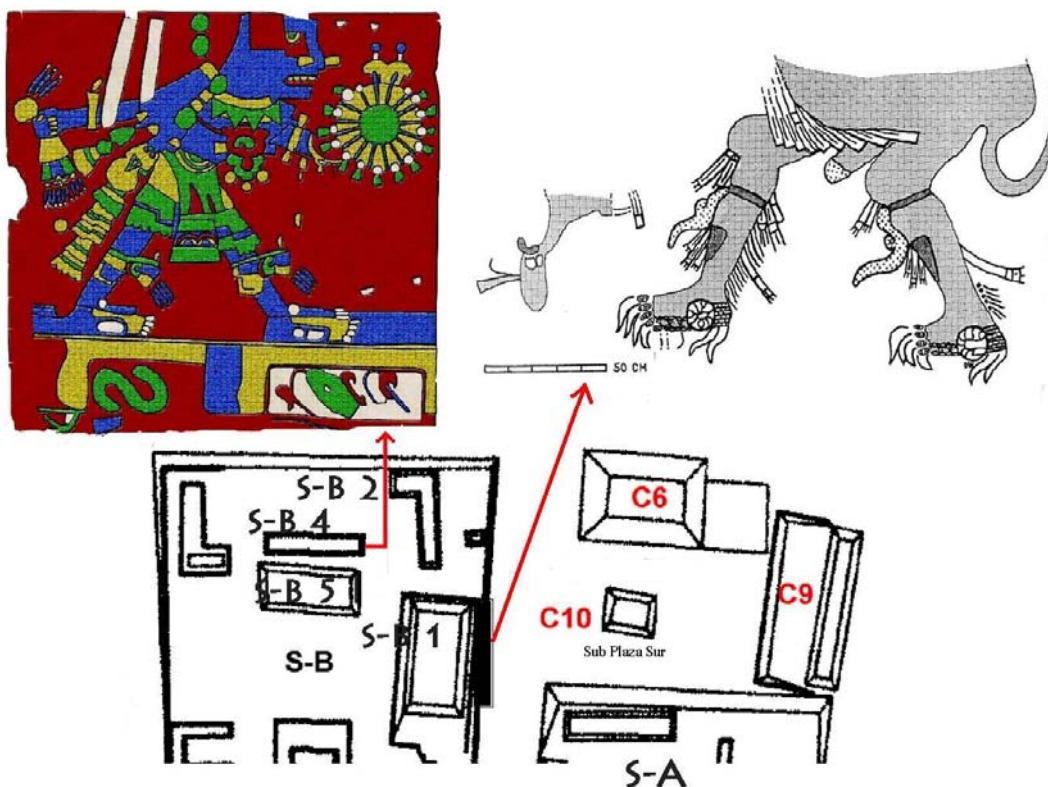 50 CM
S-B 2
S-B 4
S-B 5
S-B 1
S-B
C6
C9
C10
Sub Plaza Sur
S-A